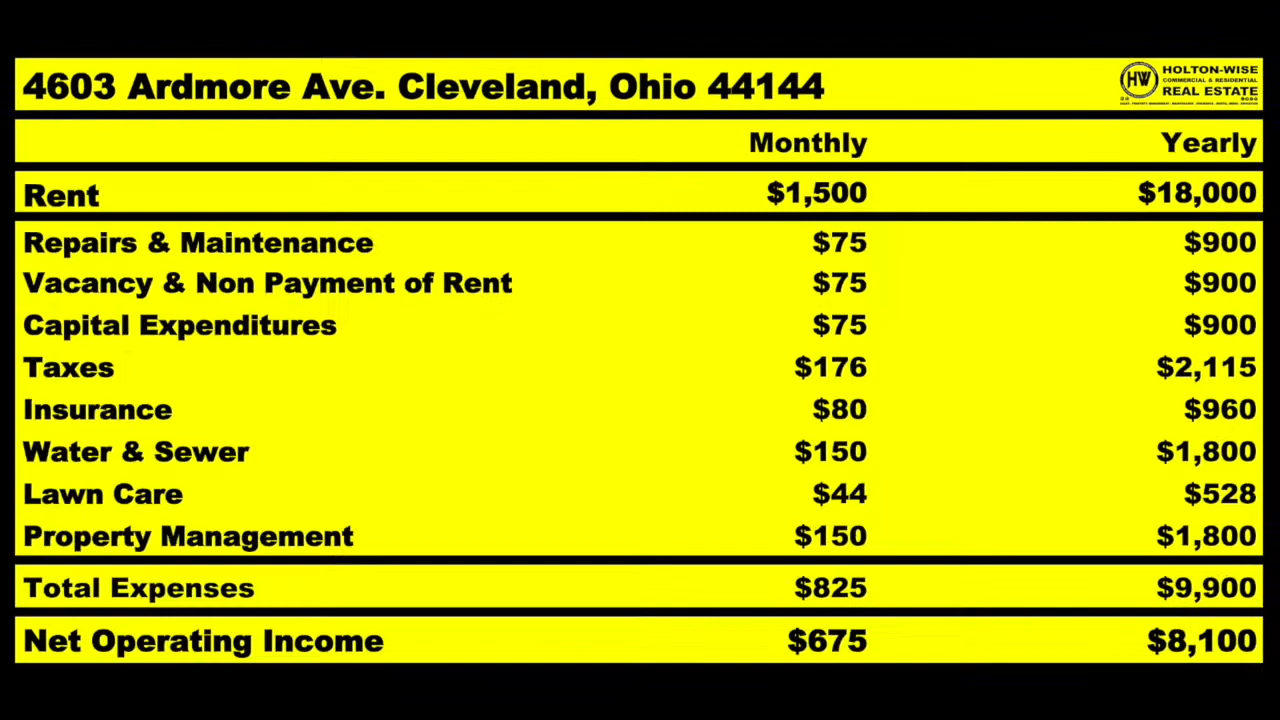 4603 Ardmore Ave. Cleveland, Ohio 44144
HOLTON-WISE
COMMERCIAL & RESIDENTIAL
REAL ESTATE
HW
Monthly Yearly
Rent $1,500 $18,000
Repairs & Maintenance $75 $900
Vacancy & Non Payment of Rent $75 $900
Capital Expenditures $75 $900
Taxes $176 $2,115
Insurance $80 $960
Water & Sewer $150 $1,800
Lawn Care $44 $528
Property Management $150 $1,800
Total Expenses $825 $9,900
Net Operating Income $675 $8,100